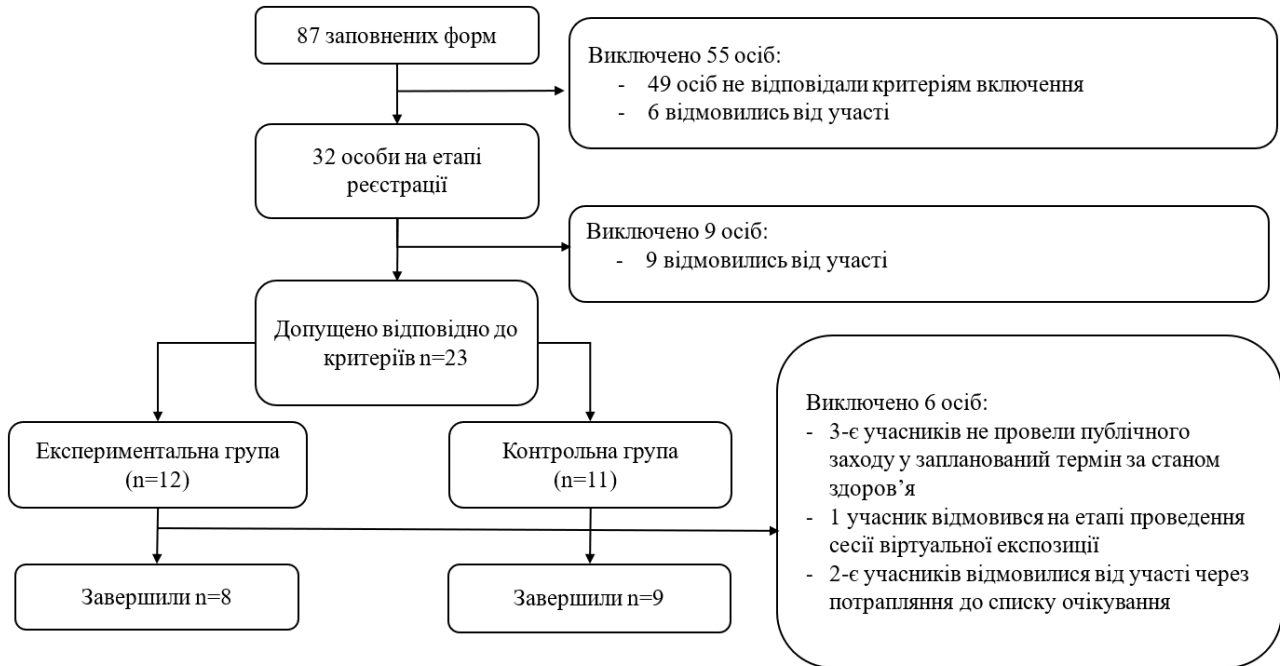 87 заповнених форм
Виключено 55 осіб:
- 49 осіб не відповідали критеріям включення
- 6 відмовились від участі
32 особи на етапі
реєстрації
Виключено 9 осіб:
- 9 відмовились від участі
Допущено відповідно до
критеріїв n=23
Експериментальна група
(n=12)
Контрольна група
(n=11)
Виключено 6 осіб:
- 3-є учасників не провели публічного
заходу у запланований термін за станом
здоров’я
- 1 учасник відмовився на етапі проведення
сесії віртуальної експозиції
- 2-є учасників відмовилися від участі через
потрапляння до списку очікування
Завершили n=8
Завершили n=9